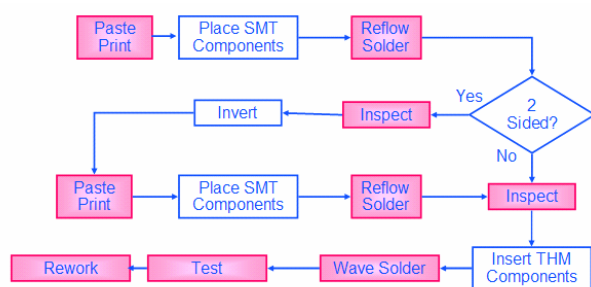 Paste
Print
Place SMT
Components
Reflow
Solder
2
Sided?
Yes
No
Inspect
Invert
Paste
Print
Place SMT
Components
Reflow
Solder
Inspect
Insert THM
Components
Wave Solder
Test
Rework